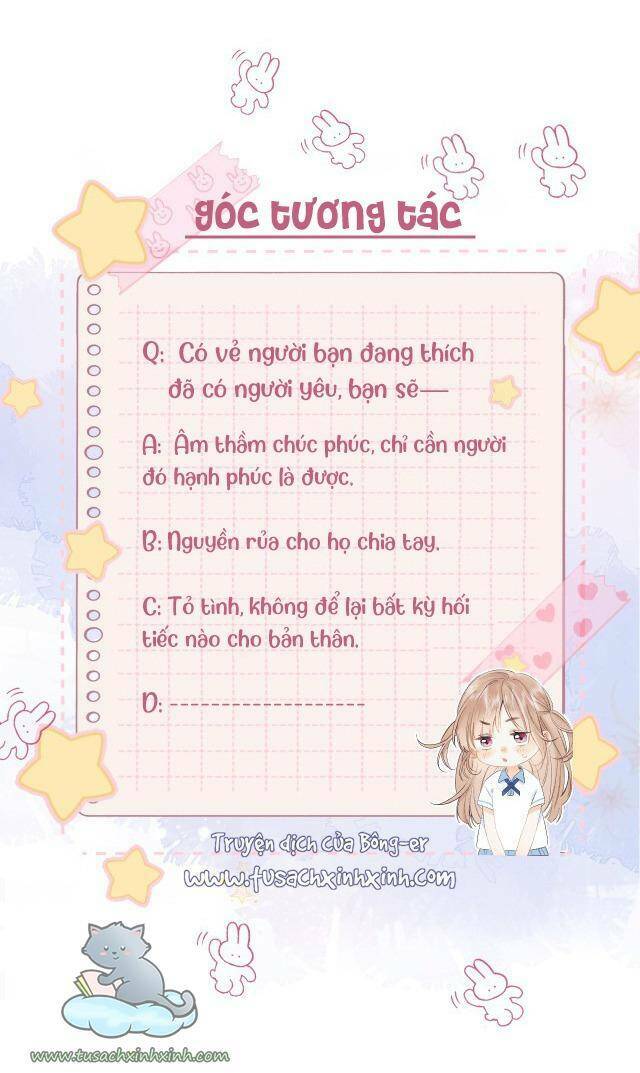 góc tương tác
Q: Có vẻ người bạn đang thích
đã có người yêu, bạn sẽ—
A: Âm thầm chúc phúc, chỉ cần người
đó hạnh phúc là được.
B: Nguyền rủa cho họ chia tay.
C: Tỏ tình, không để lại bất kỳ hối
tiếc nào cho bản thân.
D: -------------------
Truyện dịch của Bông-er
www.tusachxinhxinh.com
www.tusachxinhxinh.com